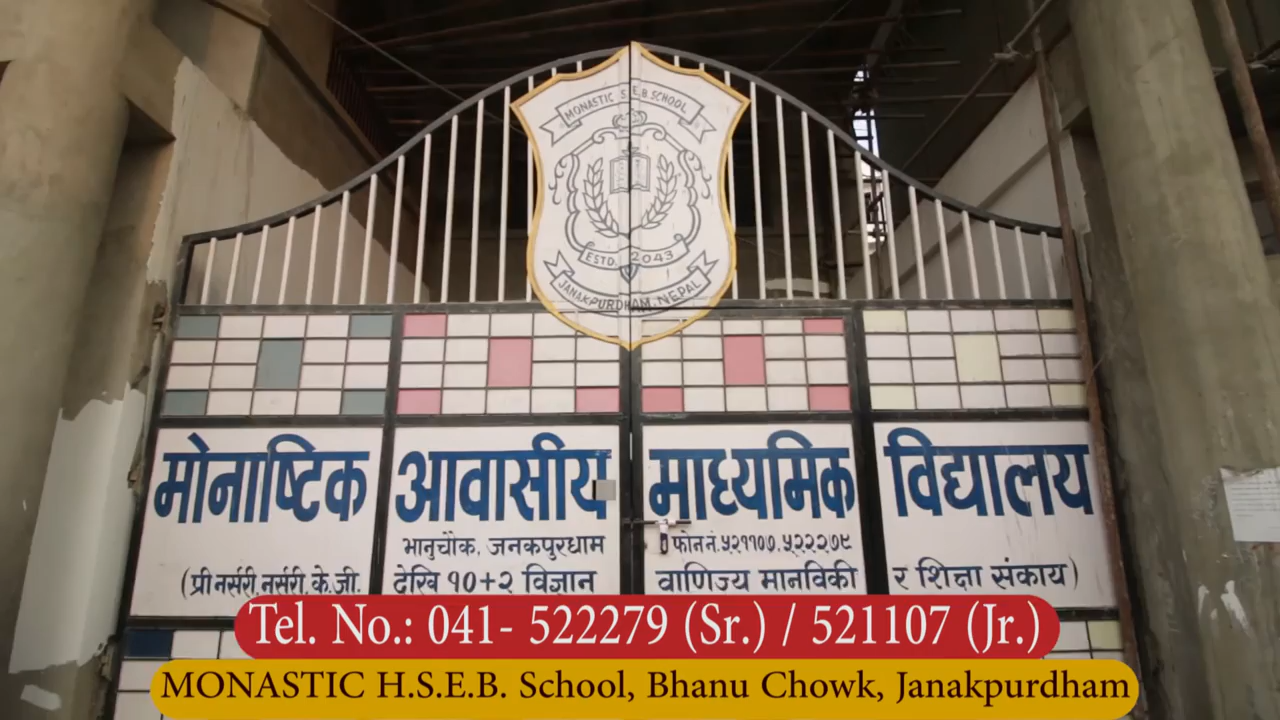 MONASTIC S.E.B SCHOOL
ESTD. 2043
JANAKPURDHAM, NEPAL
मोनाष्टिक आवासीय माध्यमिक विद्यालय
भानुचौक, जनकपुरधाम फोन नं. ५२११०७, ५२२२७९
(प्री नर्सरी, नर्सरी, के.जी. देखि १०+२ विज्ञान वाणिज्य मानविकी र शिक्षा संकाय)
Tel. No.: 041- 522279 (Sr.) / 521107 (Jr.)
MONASTIC H.S.E.B. School, Bhanu Chowk, Janakpurdham